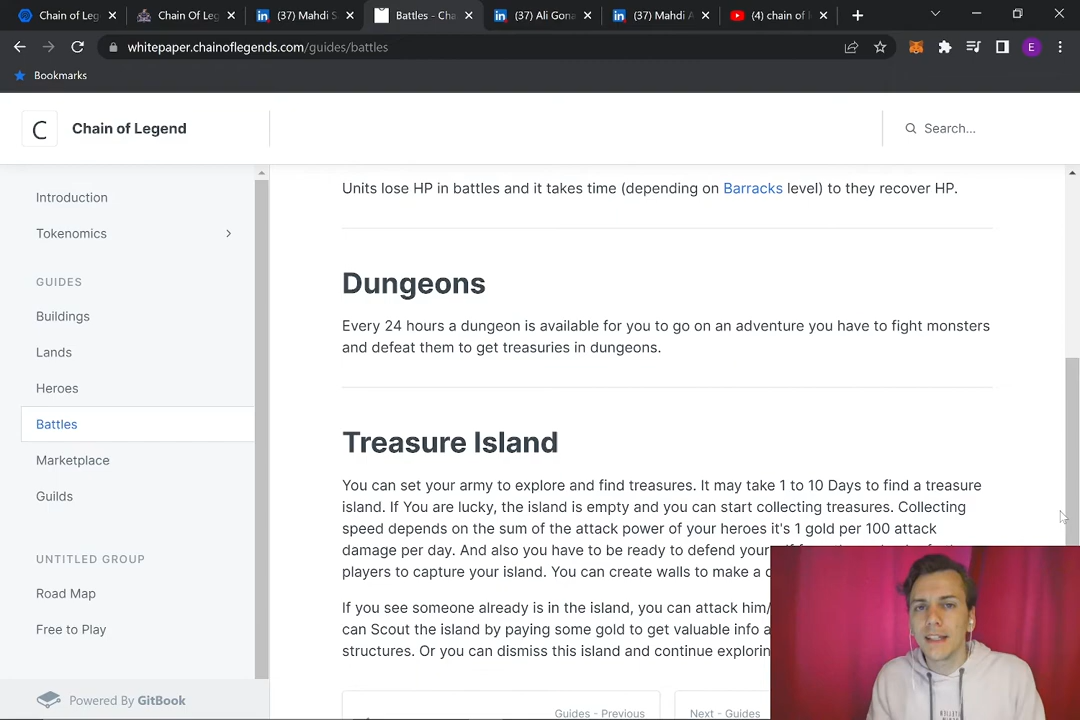 Chain of Leg
Chain Of Leg
(37) Mahdi S
Battles - Cha
(37) Ali Gona
(37) Mahdi A
(4) chain of l
whitepaper.chainoflegends.com/guides/battles
E
Bookmarks
C
Chain of Legend
Search...
Introduction
Tokenomics
GUIDES
Buildings
Lands
Heroes
Battles
Marketplace
Guilds
UNTITLED GROUP
Road Map
Free to Play
Powered By GitBook
Units lose HP in battles and it takes time (depending on Barracks level) to they recover HP.
Dungeons
Every 24 hours a dungeon is available for you to go on an adventure you have to fight monsters
and defeat them to get treasuries in dungeons.
Treasure Island
You can set your army to explore and find treasures. It may take 1 to 10 Days to find a treasure
island. If You are lucky, the island is empty and you can start collecting treasures. Collecting
speed depends on the sum of the attack power of your heroes it's 1 gold per 100 attack
damage per day. And also you have to be ready to defend
players to capture your island. You can create walls to make a
If you see someone already is in the island, you can attack him/
can Scout the island by paying some gold to get valuable info
structures. Or you can dismiss this island and continue
Guides - Previous
Next - Guides